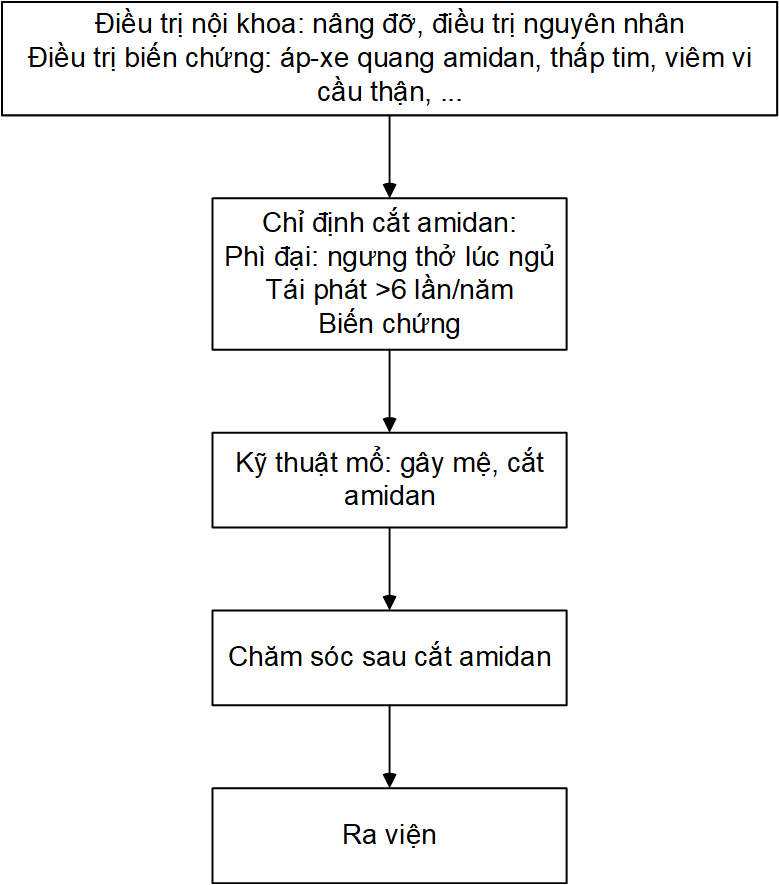 Điều trị nội khoa: nâng đỡ, điều trị nguyên nhân
Điều trị biến chứng: áp-xe quang amidan, thấp tim, viêm vi
cầu thận, ...
Chỉ định cắt amidan:
Phì đại: ngưng thở lúc ngủ
Tái phát >6 lần/năm
Biến chứng
Kỹ thuật mổ: gây mê, cắt
amidan
Chăm sóc sau cắt amidan
Ra viện